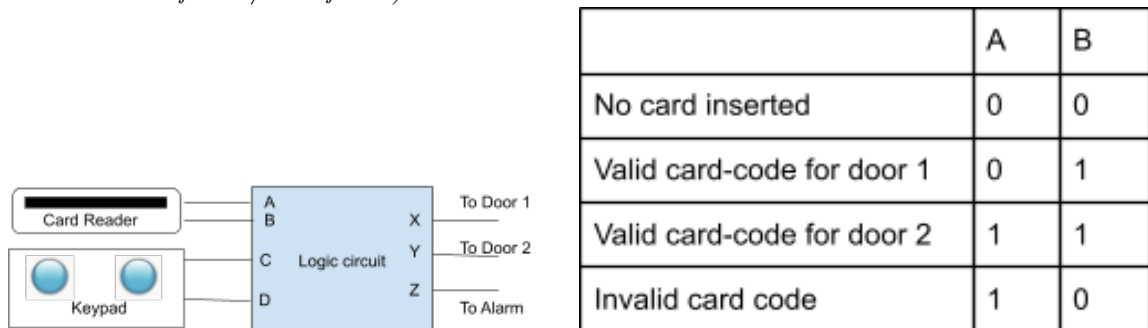 A B
No card inserted 0 0
Valid card-code for door 1 0 1
Valid card-code for door 2 1 1
Invalid card code 1 0
Card Reader
Keypad
A
B
C
D
Logic circuit
X
Y
Z
To Door 1
To Door 2
To Alarm